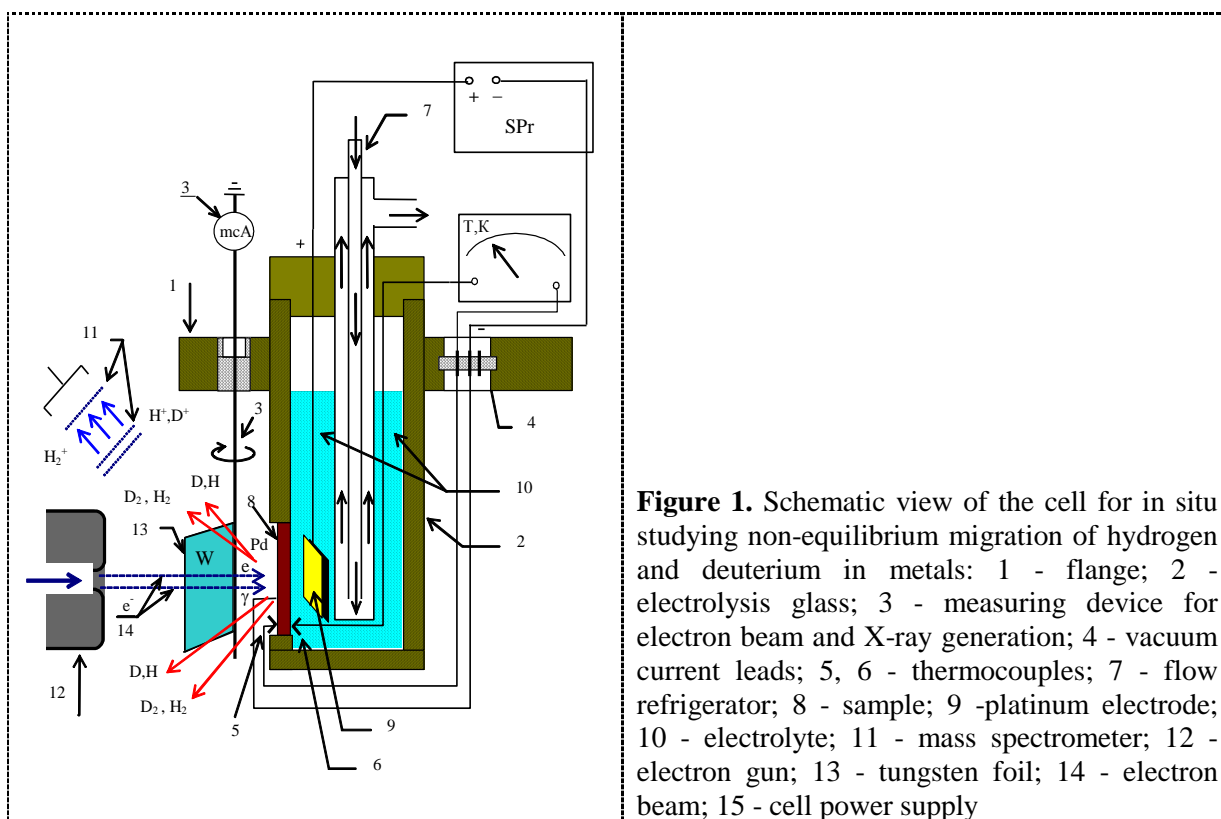 + −
SPr
7
3
mcA
T,K
+
1
-
11
H⁺,D⁺
3
4
H₂⁺
D,H
10
D₂ , H₂
8
13
2
W
Pd
e
γ
e⁻
14
D,H
12
D₂ , H₂
5
9
6
Figure 1. Schematic view of the cell for in situ
studying non-equilibrium migration of hydrogen
and deuterium in metals: 1 - flange; 2 -
electrolysis glass; 3 - measuring device for
electron beam and X-ray generation; 4 - vacuum
current leads; 5, 6 - thermocouples; 7 - flow
refrigerator; 8 - sample; 9 -platinum electrode;
10 - electrolyte; 11 - mass spectrometer; 12 -
electron gun; 13 - tungsten foil; 14 - electron
beam; 15 - cell power supply